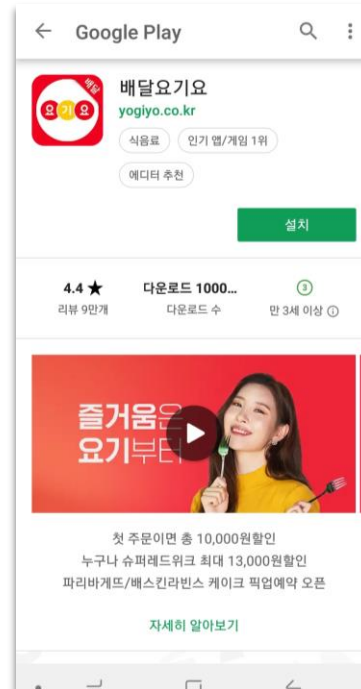 Google Play
배달
요기요
배달요기요
yogiyo.co.kr
식음료
인기 앱/게임 1위
에디터 추천
설치
4.4 ★
다운로드 1000...
3
리뷰 9만개
다운로드 수
만 3세 이상
즐거움은
요기부터
첫 주문이면 총 10,000원할인
누구나 슈퍼레드위크 최대 13,000원할인
파리바게뜨/배스킨라빈스 케이크 픽업예약 오픈
자세히 알아보기